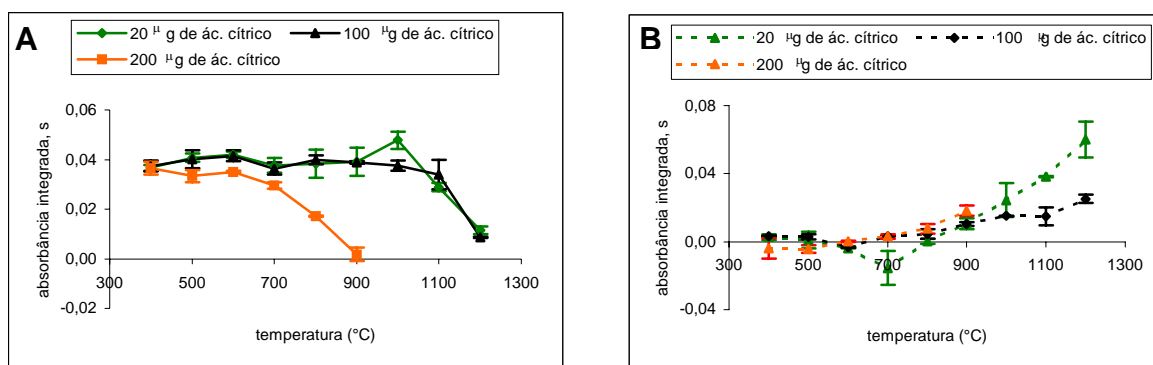 A
20 µg de ác. cítrico
100 µg de ác. cítrico
200 µg de ác. cítrico
absorbância integrada, s
0,06
0,04
0,02
0,00
-0,02
300 500 700 900 1100 1300
temperatura (°C)
B
20 µg de ác. cítrico
100 µg de ác. cítrico
200 µg de ác. cítrico
absorbância integrada, s
0,08
0,04
0,00
-0,04
300 500 700 900 1100 1300
temperatura (°C)